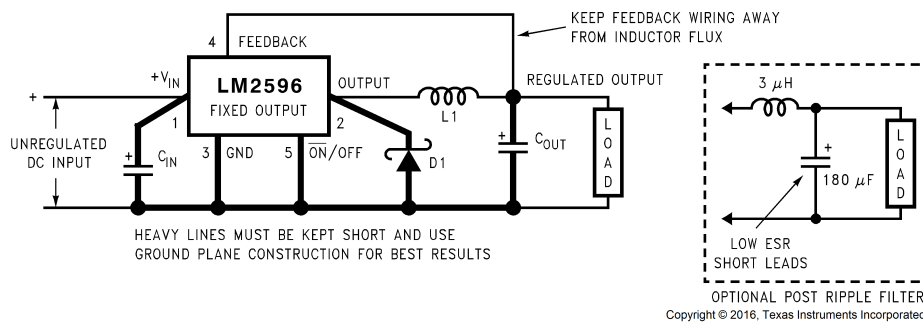 KEEP FEEDBACK WIRING AWAY
FROM INDUCTOR FLUX
4 FEEDBACK
+VIN
LM2596
FIXED OUTPUT
OUTPUT
REGULATED OUTPUT
+
1
2
L1
UNREGULATED
DC INPUT
+
CIN
3 GND
5 ON/OFF
D1
+
COUT
LOAD
HEAVY LINES MUST BE KEPT SHORT AND USE
GROUND PLANE CONSTRUCTION FOR BEST RESULTS
3 μH
+
180 μF
LOAD
LOW ESR
SHORT LEADS
OPTIONAL POST RIPPLE FILTER
Copyright © 2016, Texas Instruments Incorporated